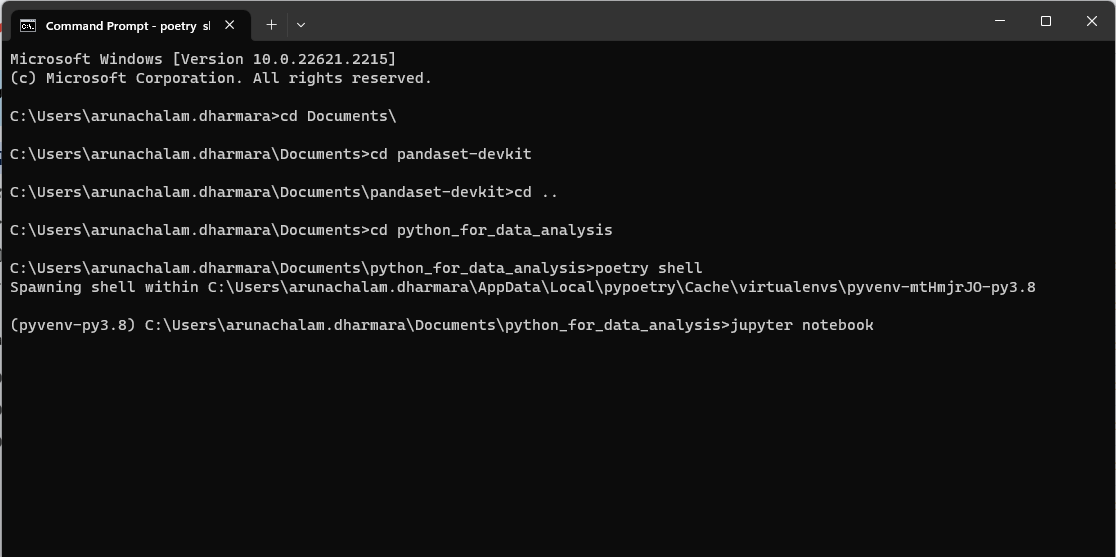 Command Prompt - poetry sl
Microsoft Windows [Version 10.0.22621.2215]
(c) Microsoft Corporation. All rights reserved.
C:\Users\arunachalam.dharmara>cd Documents\
C:\Users\arunachalam.dharmara\Documents>cd pandaset-devkit
C:\Users\arunachalam.dharmara\Documents\pandaset-devkit>cd ..
C:\Users\arunachalam.dharmara\Documents>cd python_for_data_analysis
C:\Users\arunachalam.dharmara\Documents\python_for_data_analysis>poetry shell
Spawning shell within C:\Users\arunachalam.dharmara\AppData\Local\pypoetry\Cache\virtualenvs\pyvenv-mtHmjrJO-py3.8
(pyvenv-py3.8) C:\Users\arunachalam.dharmara\Documents\python_for_data_analysis>jupyter notebook